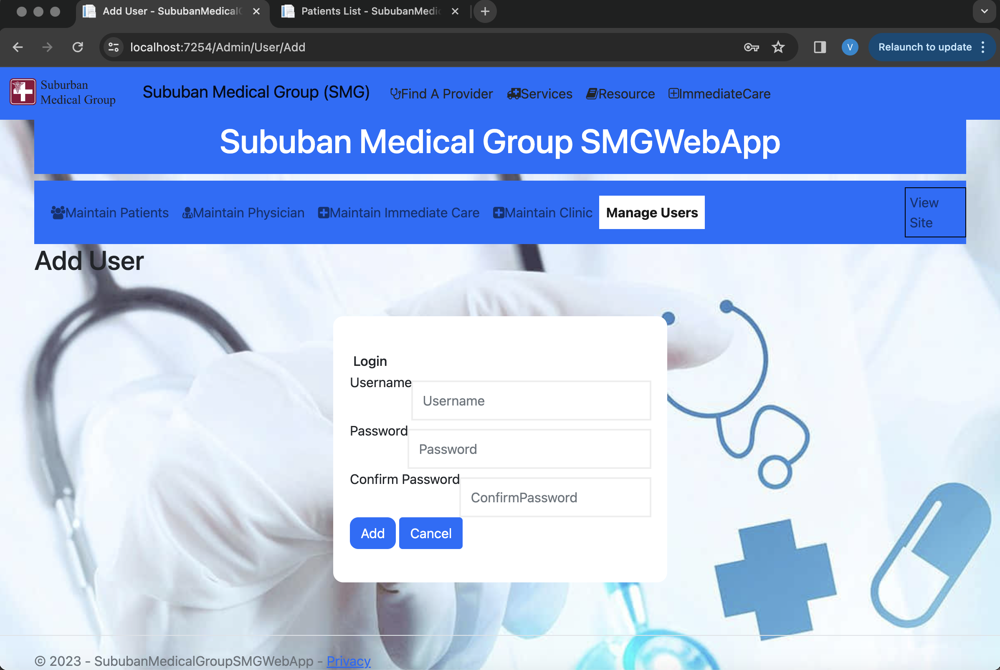 Add User - SububanMedical
Patients List - SububanMedi
localhost:7254/Admin/User/Add
V
Relaunch to update
Suburban
Medical Group
Sububan Medical Group (SMG)
Find A Provider
Services
Resource
ImmediateCare
Sububan Medical Group SMGWebApp
Maintain Patients
Maintain Physician
Maintain Immediate Care
Maintain Clinic
Manage Users
View
Site
Add User
Login
Username
Username
Password
Password
Confirm Password
ConfirmPassword
Add Cancel
© 2023 - SububanMedicalGroupSMGWebApp - Privacy